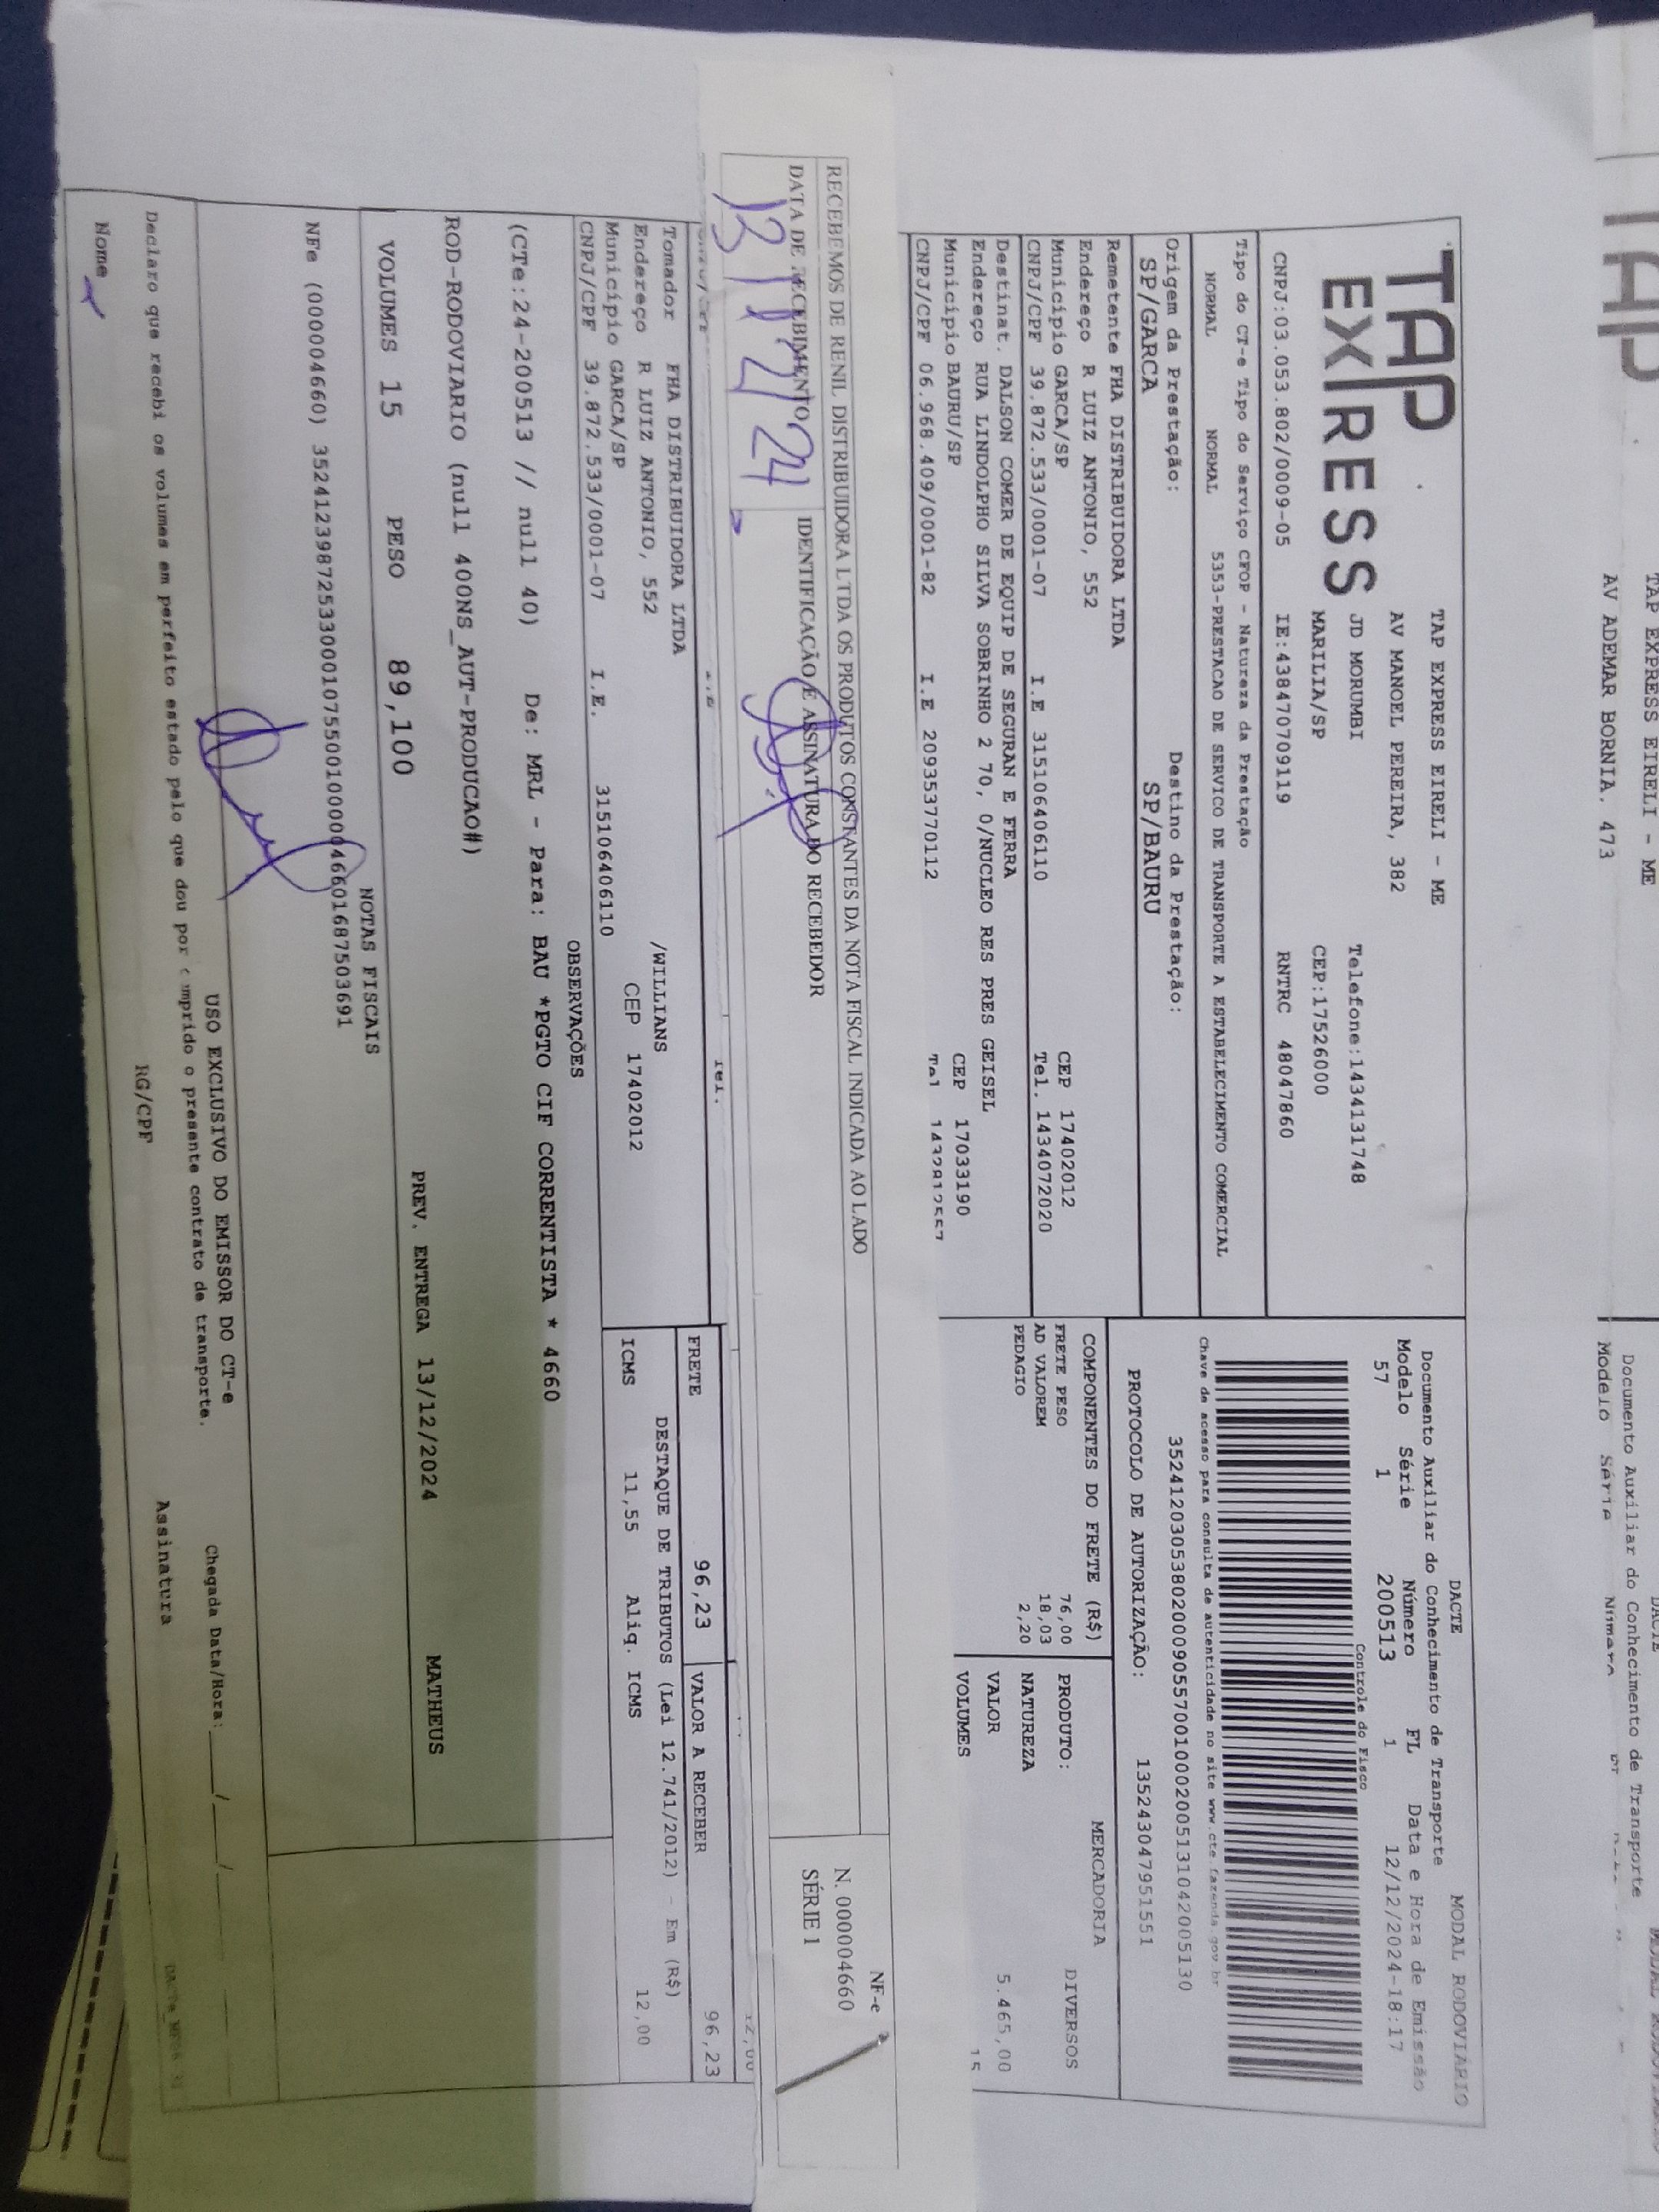 TAP EXPRESS EIRELI - ME
AV ADEMAR BORNIA. 473
TAP
Documento Auxiliar do Conhecimento de Transporte
Modelo Série Número
TAP EXPRESS
TAP EXPRESS EIRELI - ME
AV MANOEL PEREIRA, 382
JD MORUMBI
Telefone:1434131748
MARILIA/SP
CEP:17526000
CNPJ:03.053.802/0009-05
IE:438470709119
RNTRC 48047860
DACTE
MODAL RODOVIÁRIO
Documento Auxiliar do Conhecimento de Transporte
Modelo Série Número FL Data e Hora de Emissão
57 1 200513 1 12/12/2024-18:17
Controle do Fisco
Tipo do CT-e Tipo do Serviço CFOP - Natureza da Prestação
NORMAL NORMAL 5353-PRESTACAO DE SERVICO DE TRANSPORTE A ESTABELECIMENTO COMERCIAL
Chave de acesso para consulta de autenticidade no site www.cte.fazenda.gov.br
35241203053802000905570010002005131042005130
Origem da Prestação:
SP/GARCA
Destino da Prestação:
SP/BAURU
PROTOCOLO DE AUTORIZAÇÃO: 135243047951551
Remetente FHA DISTRIBUIDORA LTDA
Endereço R LUIZ ANTONIO, 552
Município GARCA/SP CEP 17402012
CNPJ/CPF 39.872.533/0001-07 I.E 315106406110 Tel. 1434072020
Destinat. DALSON COMER DE EQUIP DE SEGURAN E FERRA
Endereço RUA LINDOLPHO SILVA SOBRINHO 2 70, 0/NUCLEO RES PRES GEISEL
Município BAURU/SP CEP 17033190
CNPJ/CPF 06.968.409/0001-82 I.E 209353770112 Tel
COMPONENTES DO FRETE (R$)
FRETE PESO 76,00
AD VALOREM 18,03
PEDAGIO 2,20
MERCADORIA
PRODUTO: DIVERSOS
NATUREZA
VALOR 5.465,00
VOLUMES 15
RECEBEMOS DE RENIL DISTRIBUIDORA LTDA OS PRODUTOS CONSTANTES DA NOTA FISCAL INDICADA AO LADO
DATA DE RECEBIMENTO
13/12/24
IDENTIFICAÇÃO E ASSINATURA DO RECEBEDOR
NF-e
N. 000004660
SÉRIE 1
Tel.
12,00
Tomador FHA DISTRIBUIDORA LTDA
Endereço R LUIZ ANTONIO, 552 /WILLIANS
Município GARCA/SP CEP 17402012
CNPJ/CPF 39.872.533/0001-07 I.E. 315106406110
FRETE 96,23
VALOR A RECEBER 96,23
DESTAQUE DE TRIBUTOS (Lei 12.741/2012) - Em (R$)
ICMS 11,55 Aliq. ICMS 12,00
OBSERVAÇÕES
(CTe:24-200513 // null 40) De: MRL - Para: BAU *PGTO CIF CORRENTISTA * 4660
ROD-RODOVIARIO (null 400NS_AUT-PRODUCAO#)
VOLUMES 15 PESO 89,100 PREV. ENTREGA 13/12/2024 MATHEUS
NOTAS FISCAIS
NFe (000004660) 35241239872533000107550010000046601687503691
USO EXCLUSIVO DO EMISSOR DO CT-e
Chegada Data/Hora:____/____/____
Declaro que recebi os volumes em perfeito estado pelo que dou por cumprido o presente contrato de transporte.
Nome
RG/CPF
Assinatura